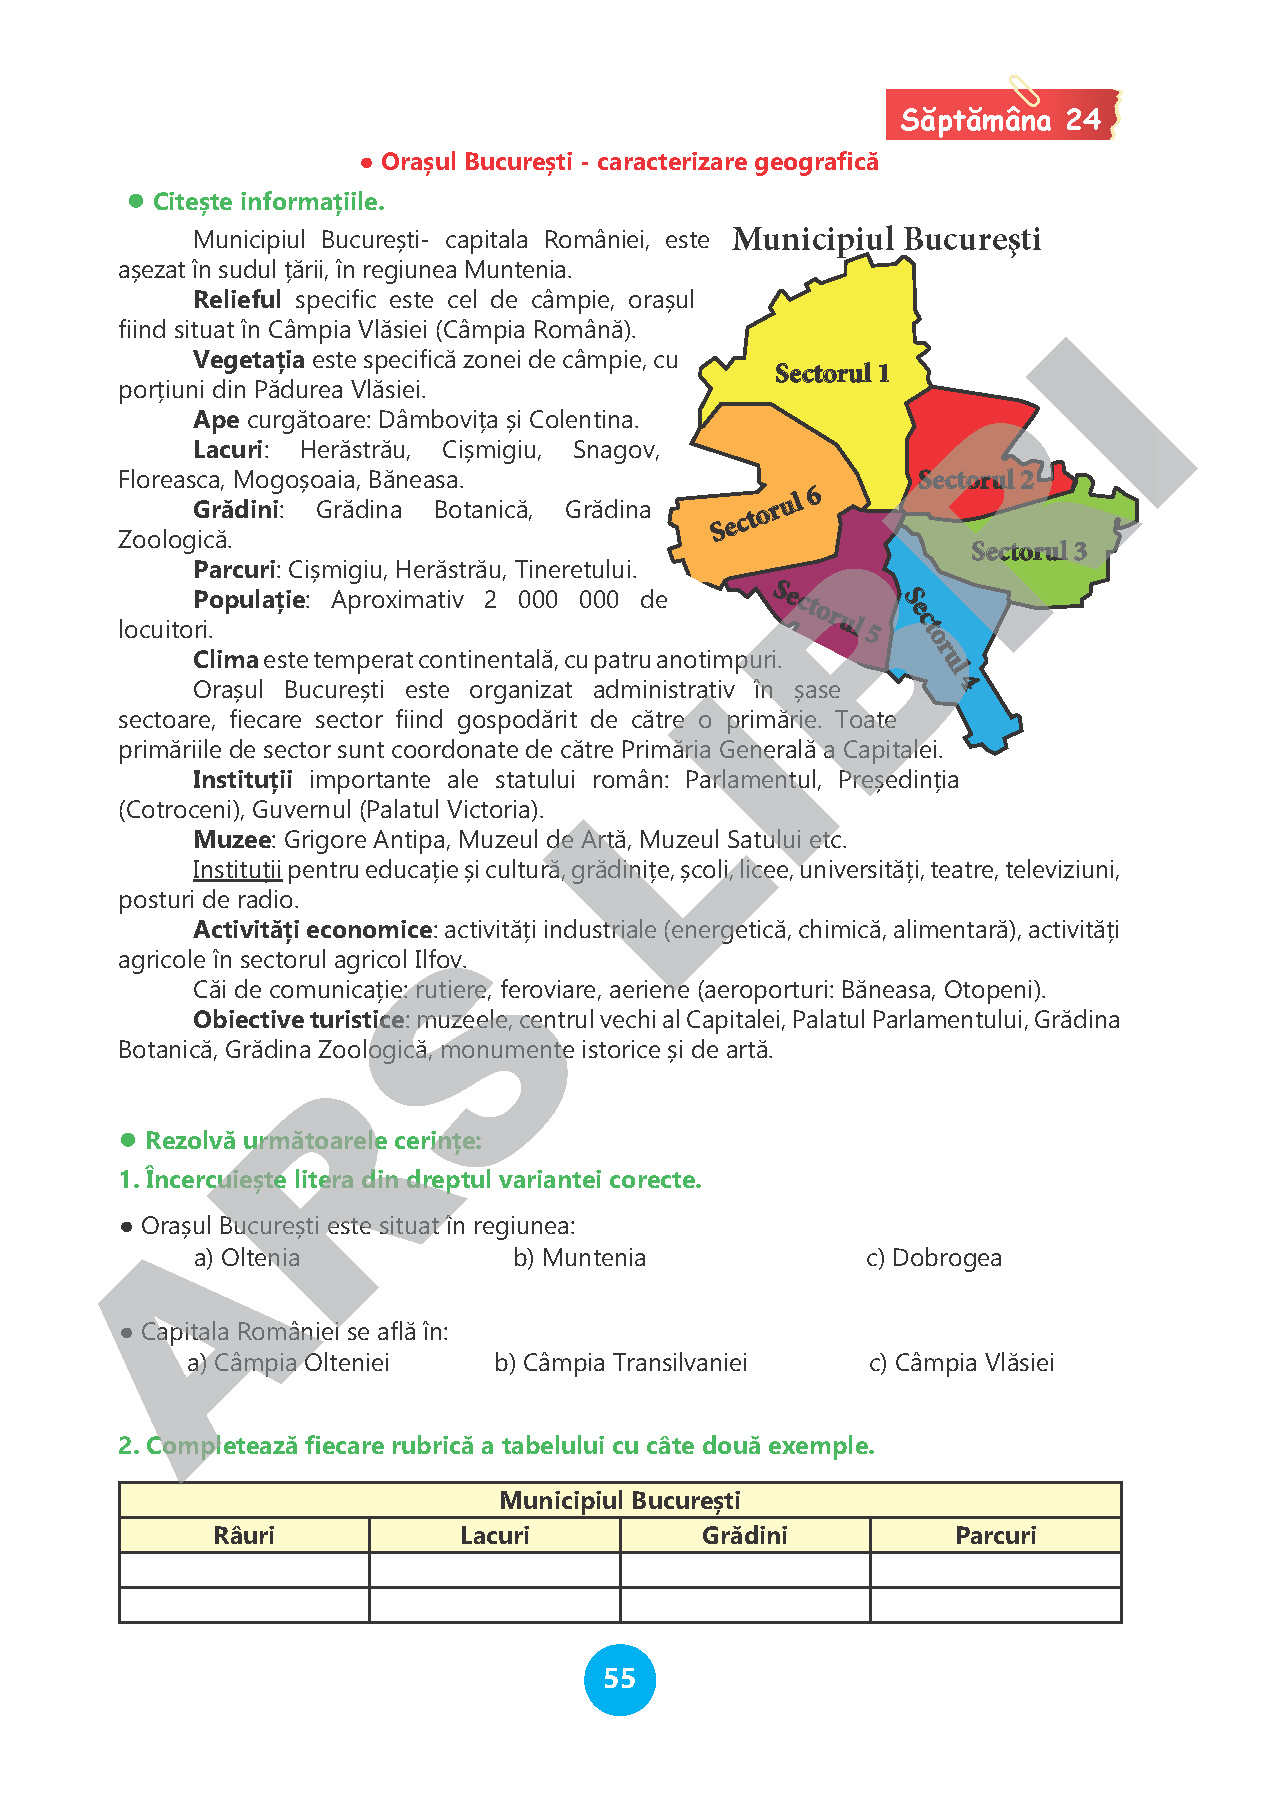 Săptămâna 24
● Orașul București - caracterizare geografică
● Citește informațiile.
Municipiul București- capitala României, este
așezat în sudul țării, în regiunea Muntenia.
Relieful specific este cel de câmpie, orașul
fiind situat în Câmpia Vlăsiei (Câmpia Română).
Vegetația este specifică zonei de câmpie, cu
porțiuni din Pădurea Vlăsiei.
Ape curgătoare: Dâmbovița și Colentina.
Lacuri: Herăstrău, Cișmigiu, Snagov,
Floreasca, Mogoșoaia, Băneasa.
Grădini: Grădina Botanică, Grădina
Zoologică.
Parcuri: Cișmigiu, Herăstrău, Tineretului.
Populație: Aproximativ 2 000 000 de
locuitori.
Clima este temperat continentală, cu patru anotimpuri.
Orașul București este organizat administrativ în șase
sectoare, fiecare sector fiind gospodărit de către o primărie. Toate
primăriile de sector sunt coordonate de către Primăria Generală a Capitalei.
Instituții importante ale statului român: Parlamentul, Președinția
(Cotroceni), Guvernul (Palatul Victoria).
Muzee: Grigore Antipa, Muzeul de Artă, Muzeul Satului etc.
Instituții pentru educație și cultură, grădinițe, școli, licee, universități, teatre, televiziuni,
posturi de radio.
Activități economice: activități industriale (energetică, chimică, alimentară), activități
agricole în sectorul agricol Ilfov.
Căi de comunicație: rutiere, feroviare, aeriene (aeroporturi: Băneasa, Otopeni).
Obiective turistice: muzeele, centrul vechi al Capitalei, Palatul Parlamentului, Grădina
Botanică, Grădina Zoologică, monumente istorice și de artă.
Municipiul Bucureşti
Sectorul 1
Sectorul 2
Sectorul 3
Sectorul 4
Sectorul 5
Sectorul 6
● Rezolvă următoarele cerințe:
1. Încercuiește litera din dreptul variantei corecte.
● Orașul București este situat în regiunea:
a) Oltenia b) Muntenia c) Dobrogea
● Capitala României se află în:
a) Câmpia Olteniei b) Câmpia Transilvaniei c) Câmpia Vlăsiei
2. Completează fiecare rubrică a tabelului cu câte două exemple.
Municipiul București
Râuri Lacuri Grădini Parcuri
55
ARS LIBRI